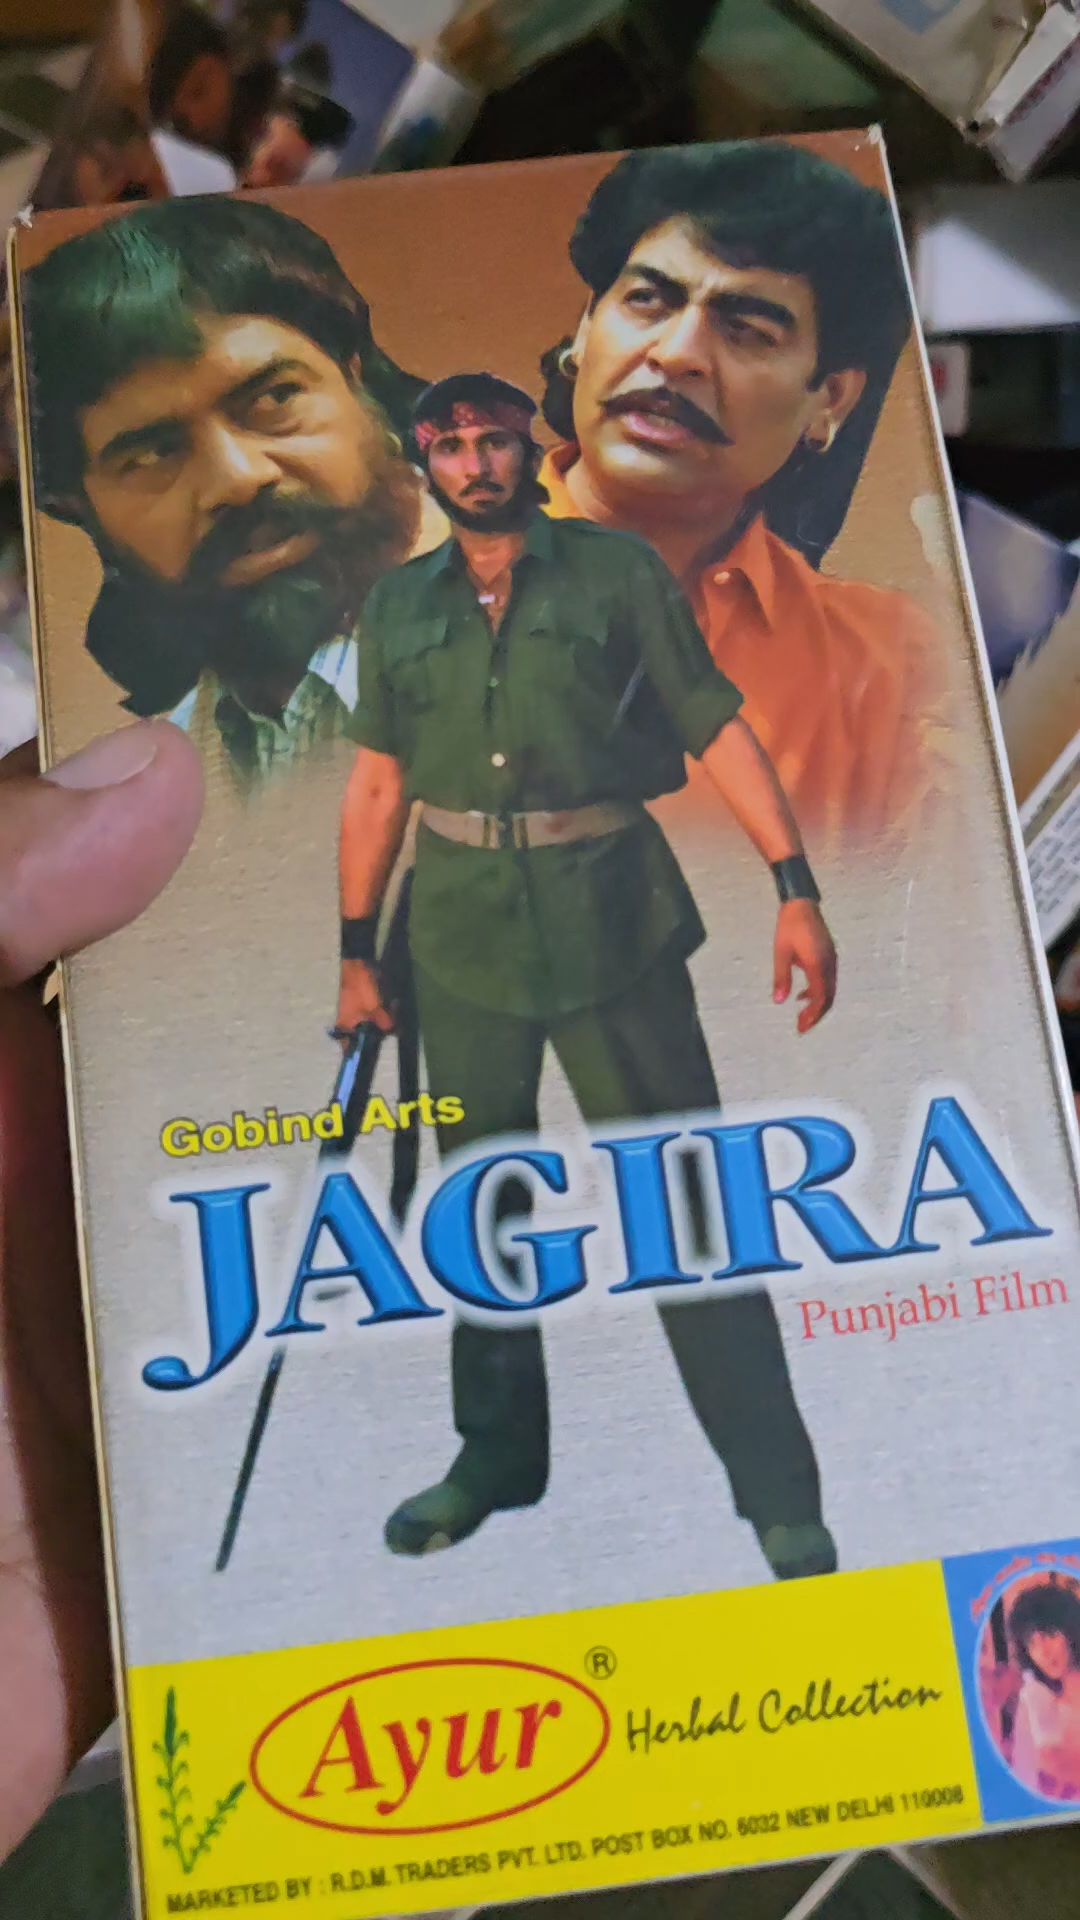 Gobind Arts
JAGIRA
Punjabi Film
Ayur ® Herbal Collection
MARKETED BY : R.D.M. TRADERS PVT. LTD. POST BOX NO. 6032 NEW DELHI 110008